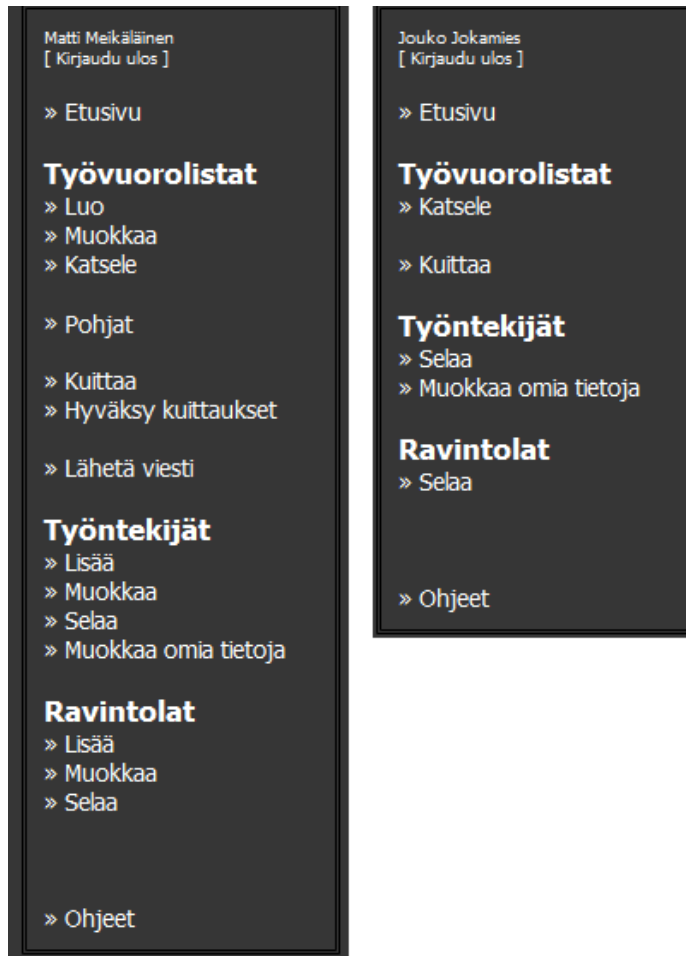 Matti Meikäläinen
[ Kirjaudu ulos ]
» Etusivu
Työvuorolistat
» Luo
» Muokkaa
» Katsele
» Pohjat
» Kuittaa
» Hyväksy kuittaukset
» Lähetä viesti
Työntekijät
» Lisää
» Muokkaa
» Selaa
» Muokkaa omia tietoja
Ravintolat
» Lisää
» Muokkaa
» Selaa
» Ohjeet
Jouko Jokamies
[ Kirjaudu ulos ]
» Etusivu
Työvuorolistat
» Katsele
» Kuittaa
Työntekijät
» Selaa
» Muokkaa omia tietoja
Ravintolat
» Selaa
» Ohjeet